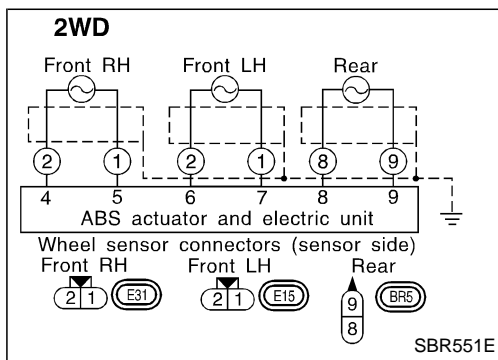 2WD
Front RH Front LH Rear
2 1 2 1 8 9
4 5 6 7 8 9
ABS actuator and electric unit
Wheel sensor connectors (sensor side)
Front RH Front LH Rear
2 1 E31 2 1 E15 9 BR5
8
SBR551E